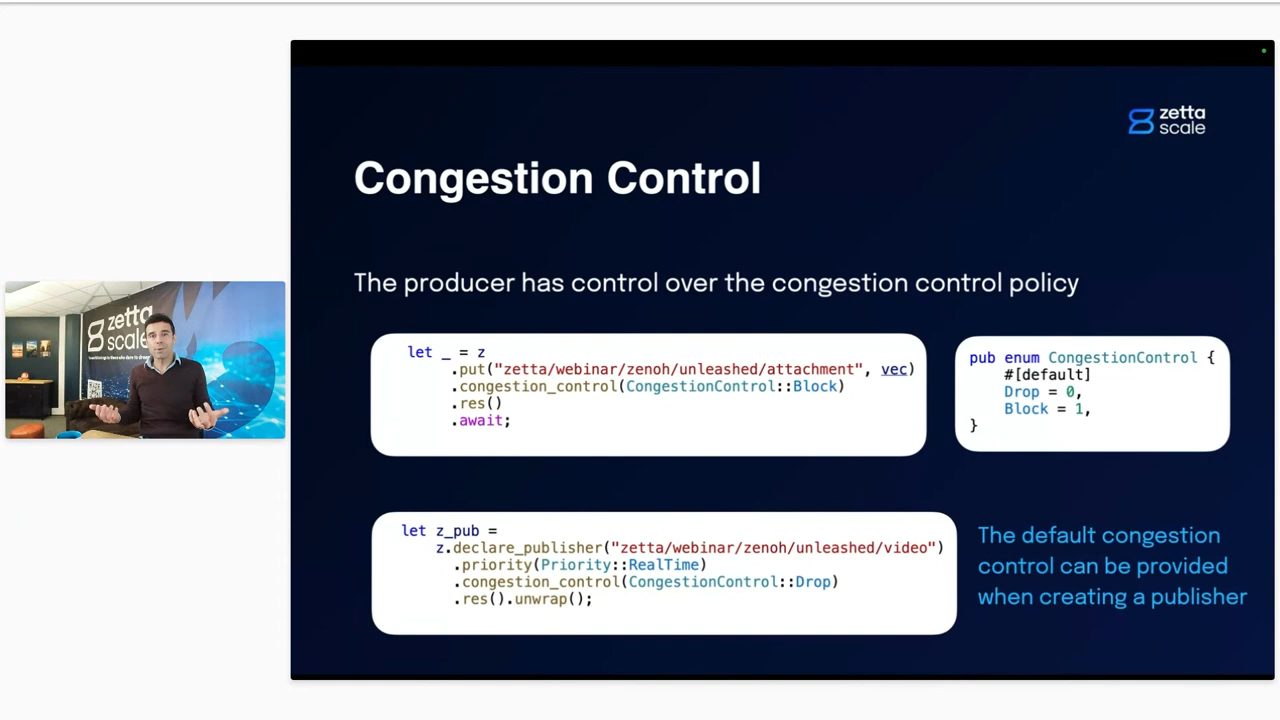 zetta
scale
Congestion Control
The producer has control over the congestion control policy
let _ = z
.put("zetta/webinar/zenoh/unleashed/attachment", vec)
.congestion_control(CongestionControl::Block)
.res()
.await;
pub enum CongestionControl {
#[default]
Drop = 0,
Block = 1,
}
let z_pub =
z.declare_publisher("zetta/webinar/zenoh/unleashed/video")
.priority(Priority::RealTime)
.congestion_control(CongestionControl::Drop)
.res().unwrap();
The default congestion
control can be provided
when creating a publisher
zetta
scale